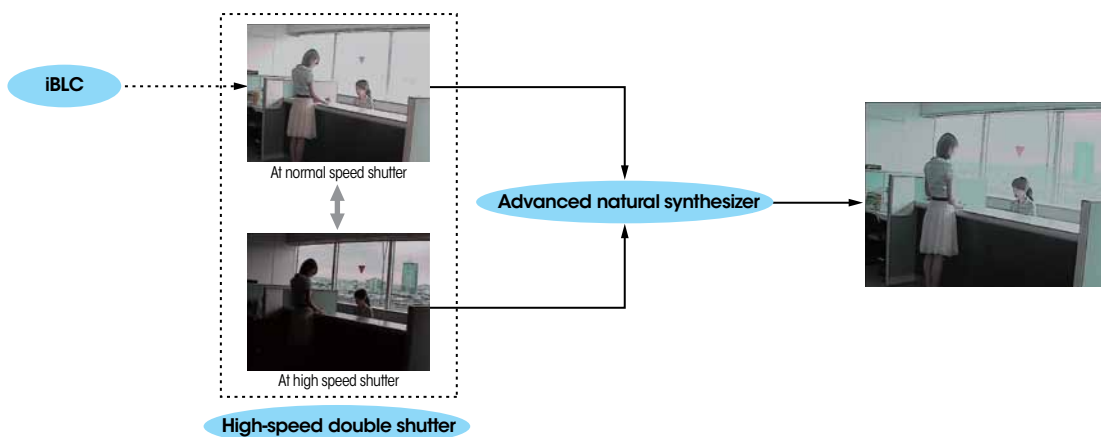 iBLC
At normal speed shutter
Advanced natural synthesizer
At high speed shutter
High-speed double shutter